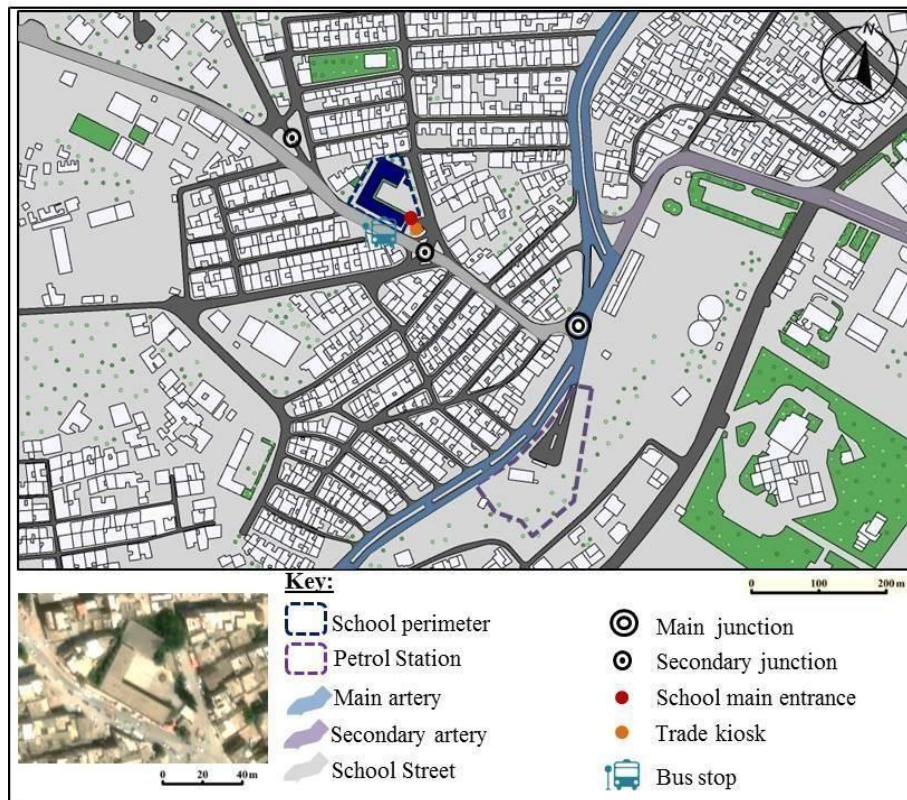 N
0 100 200 m
Key:
School perimeter
Petrol Station
Main artery
Secondary artery
School Street
Main junction
Secondary junction
School main entrance
Trade kiosk
Bus stop
0 20 40 m